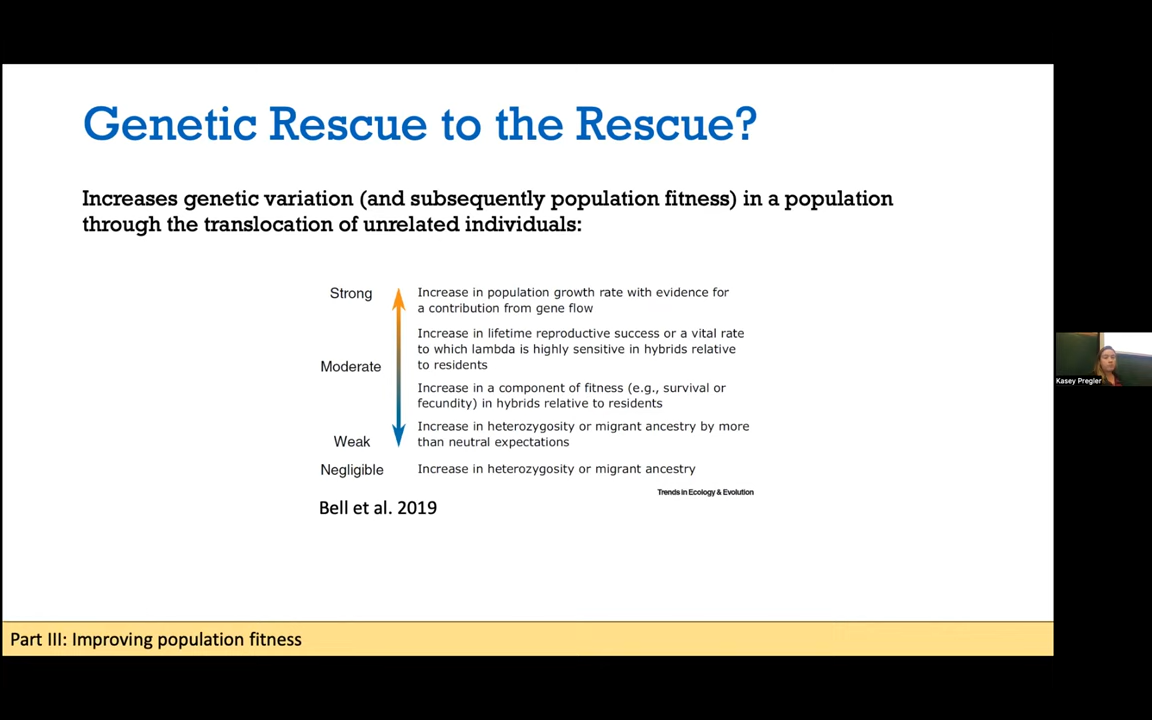 Genetic Rescue to the Rescue?
Increases genetic variation (and subsequently population fitness) in a population
through the translocation of unrelated individuals:
Strong
Increase in population growth rate with evidence for
a contribution from gene flow
Increase in lifetime reproductive success or a vital rate
to which lambda is highly sensitive in hybrids relative
to residents
Moderate
Increase in a component of fitness (e.g., survival or
fecundity) in hybrids relative to residents
Increase in heterozygosity or migrant ancestry by more
than neutral expectations
Weak
Negligible
Increase in heterozygosity or migrant ancestry
Trends in Ecology & Evolution
Bell et al. 2019
Kasey Pregler
Part III: Improving population fitness